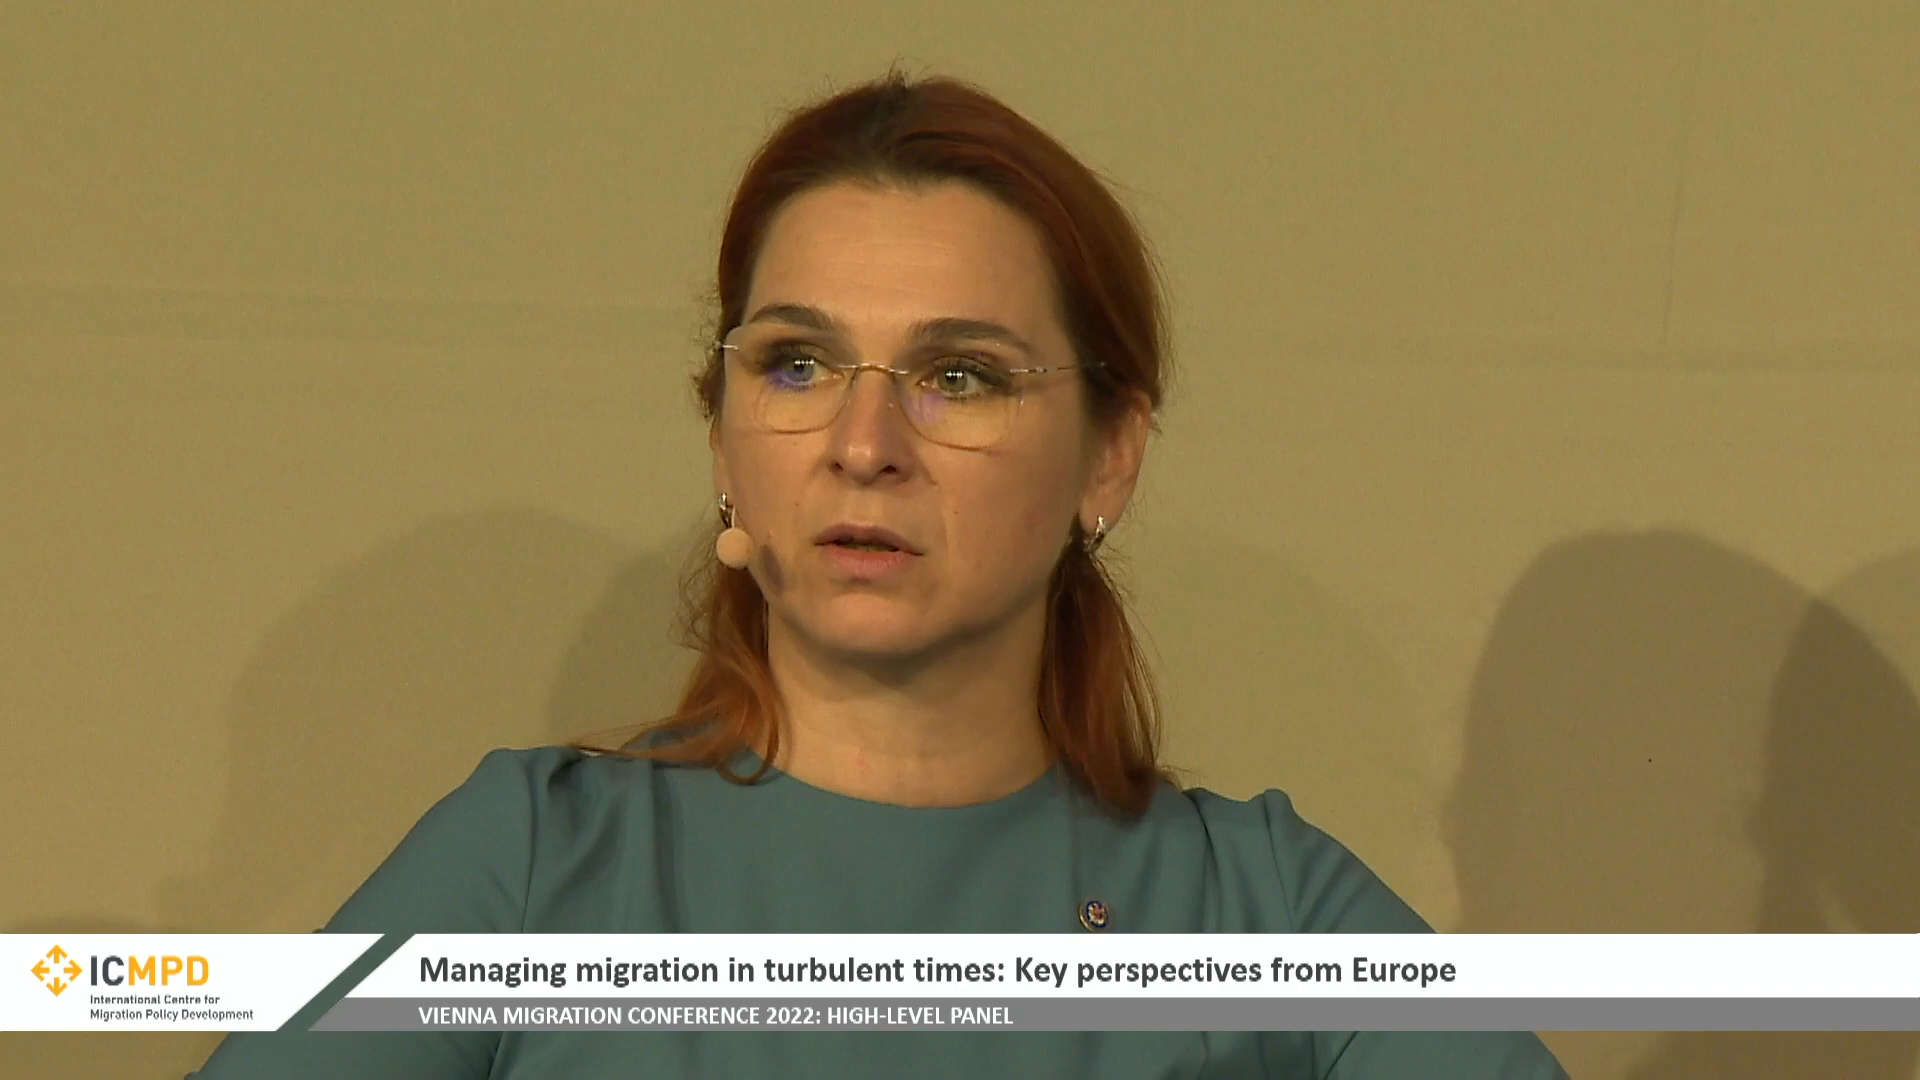 ICMPD
International Centre for
Migration Policy Development
Managing migration in turbulent times: Key perspectives from Europe
VIENNA MIGRATION CONFERENCE 2022: HIGH-LEVEL PANEL